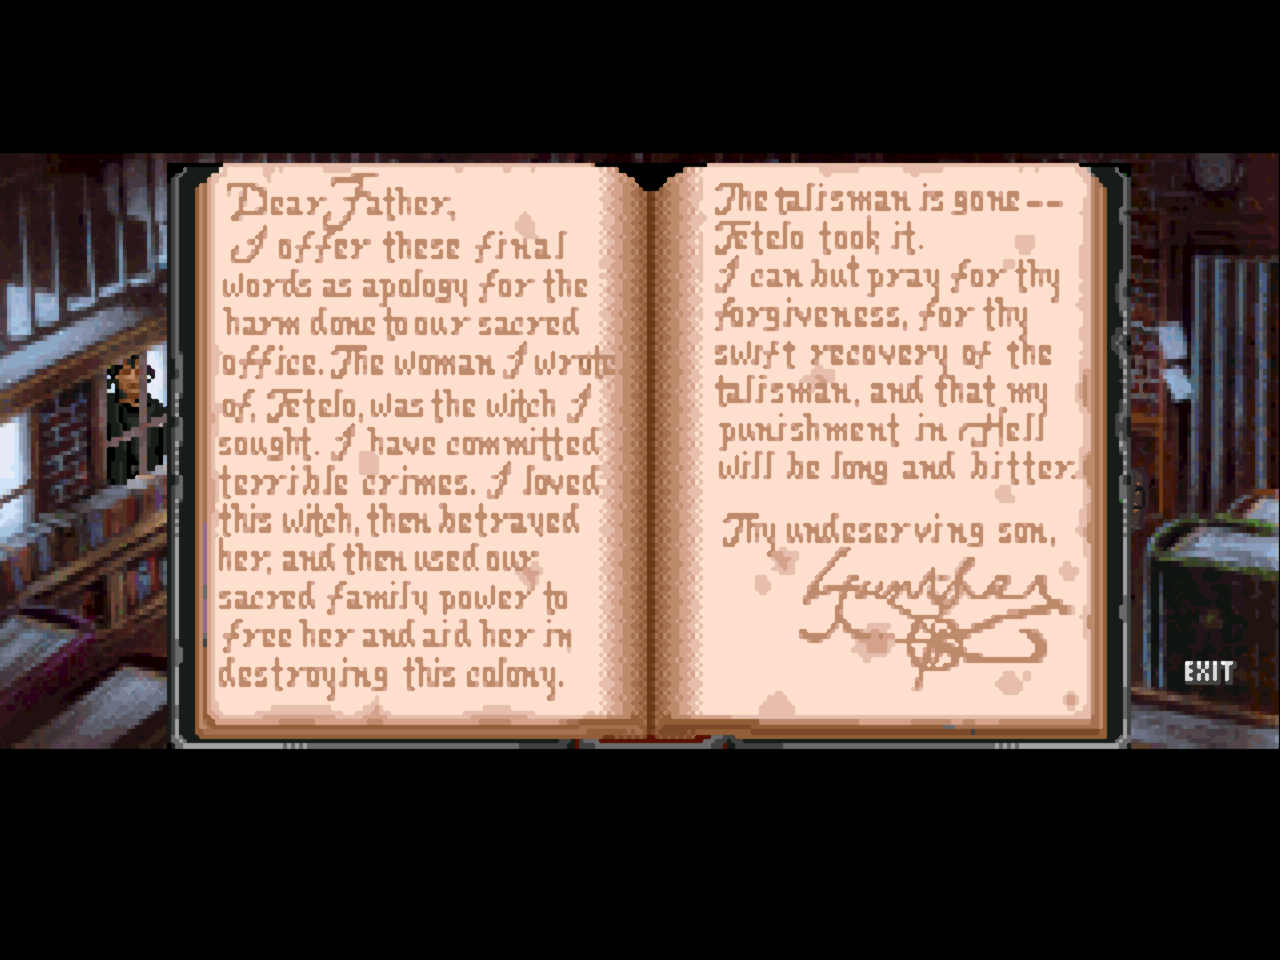 Dear Father,
I offer these final
words as apology for the
harm done to our sacred
office. The woman I wrote
of, Tetelo, was the witch I
sought. I have committed
terrible crimes. I loved
this witch, then betrayed
her, and then used our
sacred family power to
free her and aid her in
destroying this colony.
The talisman is gone--
Tetelo took it.
I can but pray for thy
forgiveness, for thy
swift recovery of the
talisman, and that my
punishment in Hell
will be long and bitter.
Thy undeserving son,
Gunther
EXIT